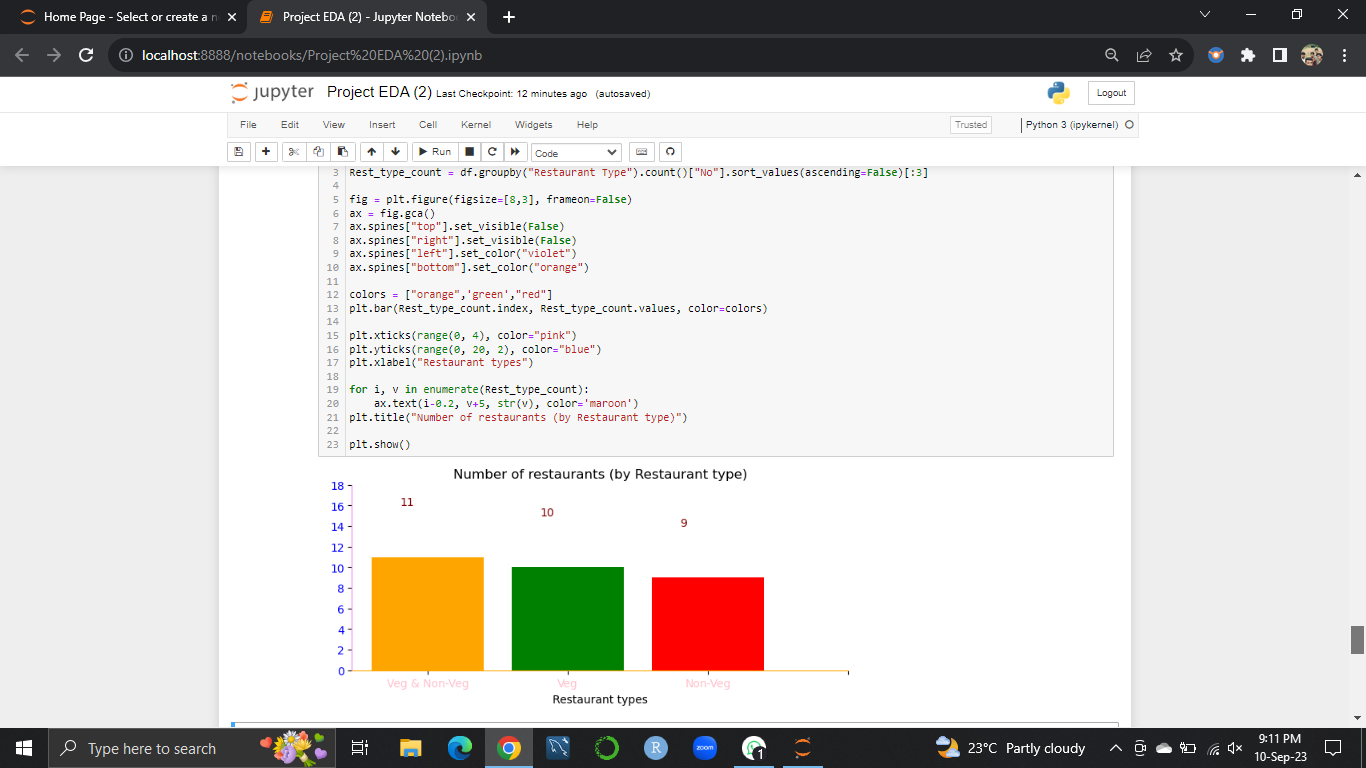 Home Page - Select or create a n
Project EDA (2) - Jupyter Notebo
localhost:8888/notebooks/Project%20EDA%20(2).ipynb
jupyter Project EDA (2) Last Checkpoint: 12 minutes ago (autosaved)
Logout
File Edit View Insert Cell Kernel Widgets Help
Trusted
Python 3 (ipykernel)
Run
Code
3 Rest_type_count = df.groupby("Restaurant Type").count()["No"].sort_values(ascending=False)[:3]
4
5 fig = plt.figure(figsize=[8,3], frameon=False)
6 ax = fig.gca()
7 ax.spines["top"].set_visible(False)
8 ax.spines["right"].set_visible(False)
9 ax.spines["left"].set_color("violet")
10 ax.spines["bottom"].set_color("orange")
11
12 colors = ["orange",'green',"red"]
13 plt.bar(Rest_type_count.index, Rest_type_count.values, color=colors)
14
15 plt.xticks(range(0, 4), color="pink")
16 plt.yticks(range(0, 20, 2), color="blue")
17 plt.xlabel("Restaurant types")
18
19 for i, v in enumerate(Rest_type_count):
20 ax.text(i-0.2, v+5, str(v), color='maroon')
21 plt.title("Number of restaurants (by Restaurant type)")
22
23 plt.show()
Number of restaurants (by Restaurant type)
18
16
14
12
10
8
6
4
2
0
11
10
9
Veg & Non-Veg
Veg
Non-Veg
Restaurant types
Type here to search
R
zoom
1
23°C Partly cloudy
9:11 PM
10-Sep-23